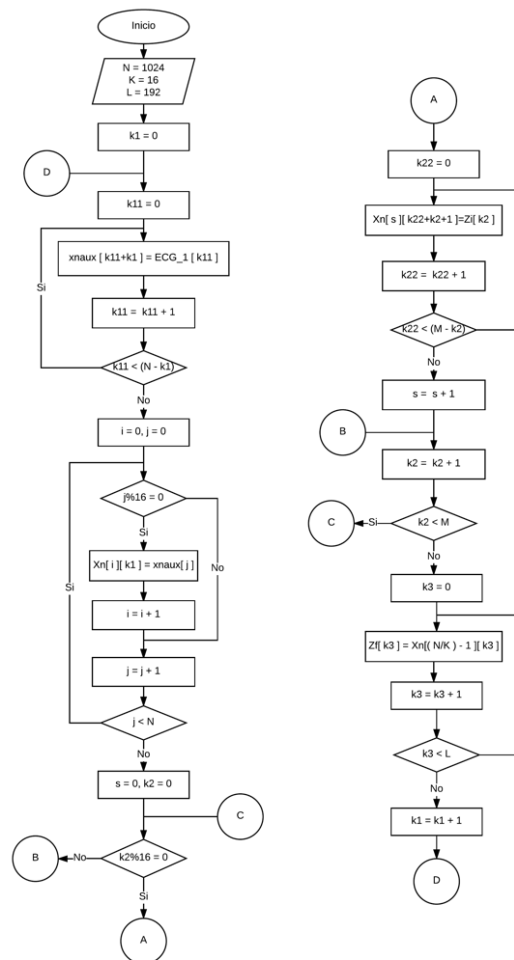 Inicio
N = 1024
K = 16
L = 192
k1 = 0
D
k11 = 0
xnaux [ k11+k1 ] = ECG_1 [ k11 ]
Si
k11 = k11 + 1
k11 < (N - k1)
No
i = 0, j = 0
j%16 = 0
Si
Si
Xn[ i ][ k1 ] = xnaux[ j ]
No
i = i + 1
j = j + 1
j < N
No
s = 0, k2 = 0
C
k2%16 = 0
No
B
Si
A
A
k22 = 0
Xn[ s ][ k22+k2+1 ]=Zi[ k2 ]
k22 = k22 + 1
k22 < (M - k2)
No
s = s + 1
B
k2 = k2 + 1
k2 < M
Si
C
No
k3 = 0
Zf[ k3 ] = Xn[( N/K ) - 1 ][ k3 ]
k3 = k3 + 1
k3 < L
No
k1 = k1 + 1
D